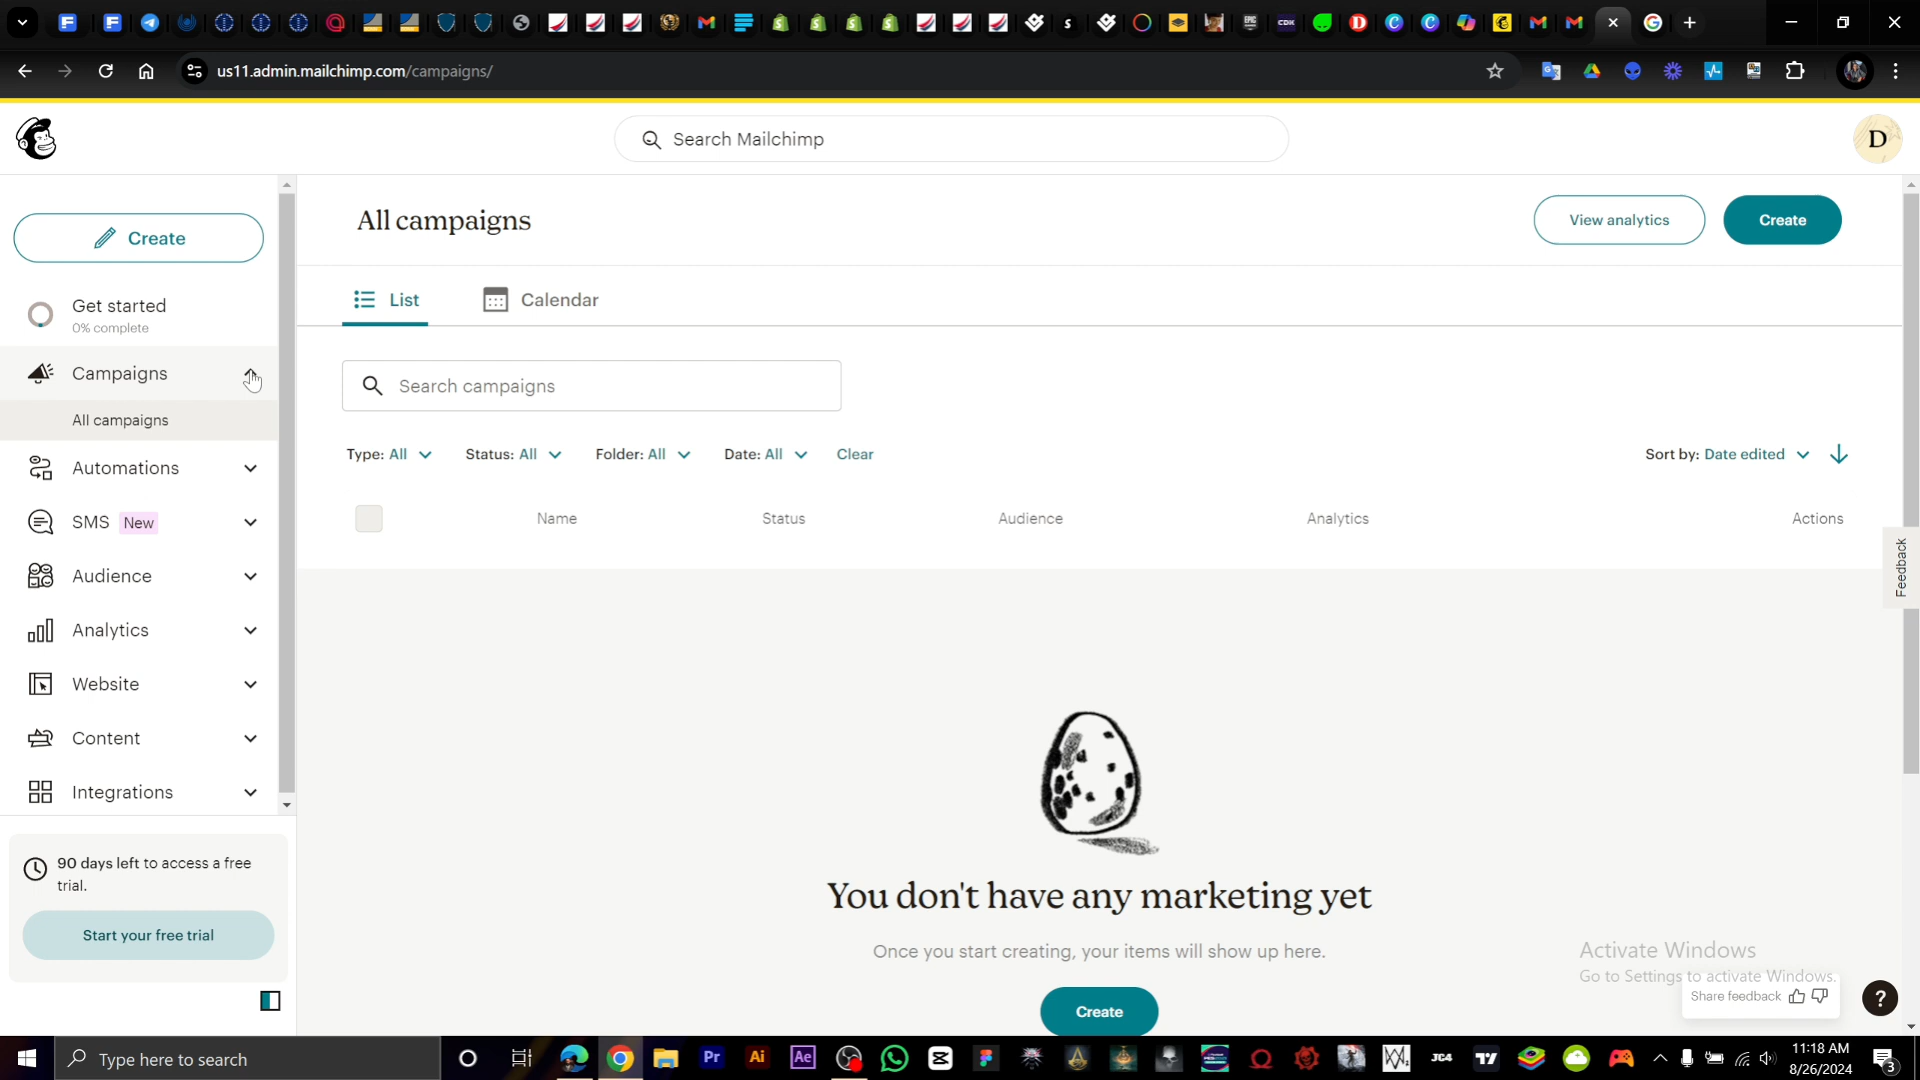 us11.admin.mailchimp.com/campaigns/
Search Mailchimp
D
Create
Get started
0% complete
Campaigns
All campaigns
Automations
SMS New
Audience
Analytics
Website
Content
Integrations
90 days left to access a free
trial.
Start your free trial
All campaigns
View analytics
Create
List
Calendar
Search campaigns
Type: All
Status: All
Folder: All
Date: All
Clear
Sort by: Date edited
Name
Status
Audience
Analytics
Actions
Feedback
You don't have any marketing yet
Once you start creating, your items will show up here.
Create
Activate Windows
Go to Settings to activate Windows.
Share feedback
?
Type here to search
Pr
Ai
Ae
JC4
11:18 AM
8/26/2024
3